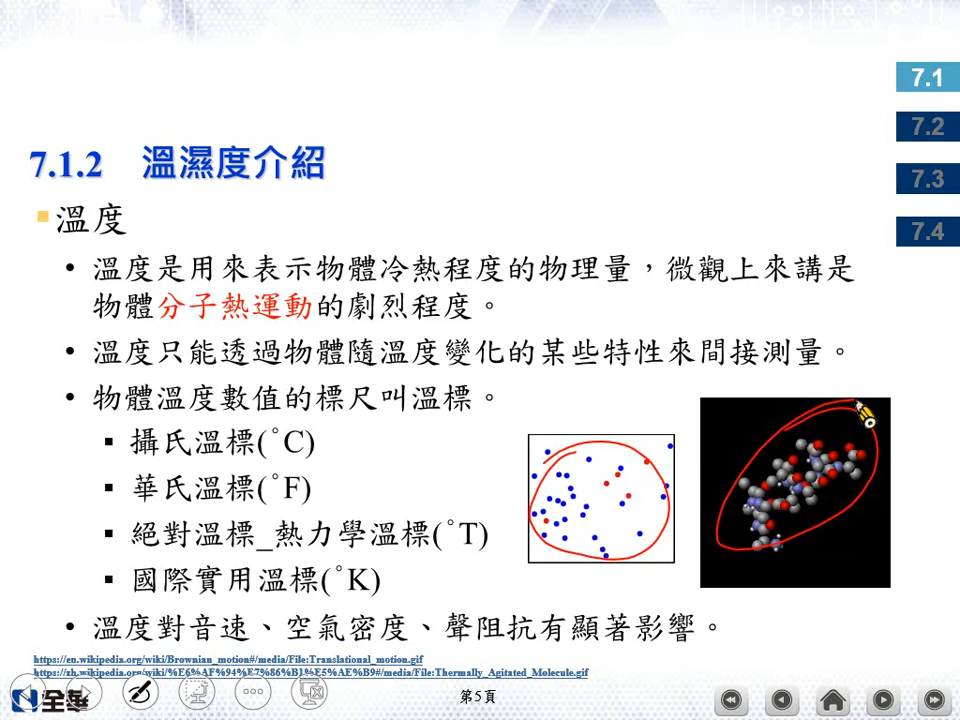 7.1
7.2
7.3
7.4
7.1.2 溫濕度介紹
溫度
• 溫度是用來表示物體冷熱程度的物理量，微觀上來講是
物體分子熱運動的劇烈程度。
• 溫度只能透過物體隨溫度變化的某些特性來間接測量。
• 物體溫度數值的標尺叫溫標。
▪ 攝氏溫標(°C)
▪ 華氏溫標(°F)
▪ 絕對溫標_熱力學溫標(°T)
▪ 國際實用溫標(°K)
• 溫度對音速、空氣密度、聲阻抗有顯著影響。
https://en.wikipedia.org/wiki/Brownian_motion#/media/File:Translational_motion.gif
https://zh.wikipedia.org/wiki/%E6%AF%94%E7%86%B1%E5%AE%B9#/media/File:Thermally_Agitated_Molecule.gif
第5頁